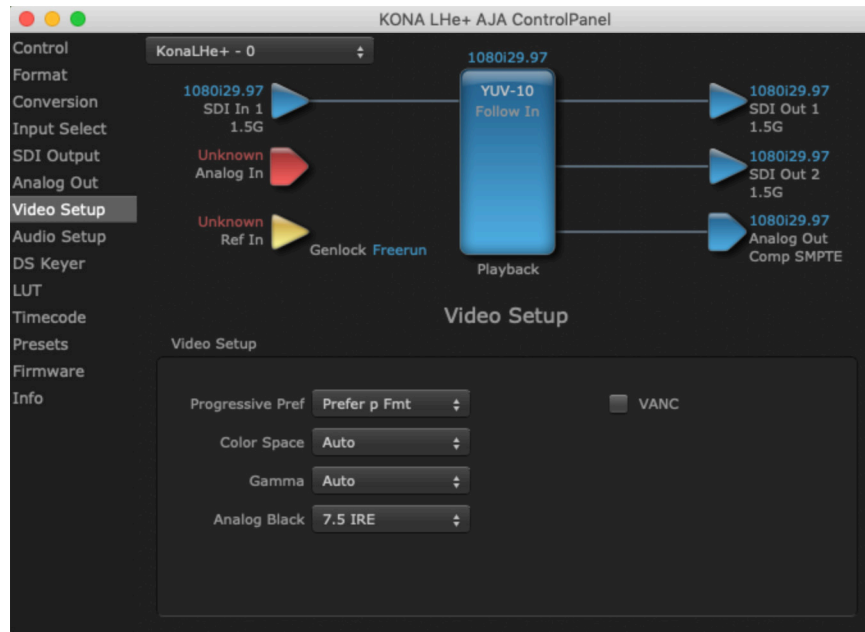 KONA LHe+ AJA ControlPanel
Control
Format
Conversion
Input Select
SDI Output
Analog Out
Video Setup
Audio Setup
DS Keyer
LUT
Timecode
Presets
Firmware
Info
KonaLHe+ - 0
1080i29.97
SDI In 1
1.5G
Unknown
Analog In
Unknown
Ref In
Genlock Freerun
1080i29.97
YUV-10
Follow In
Playback
1080i29.97
SDI Out 1
1.5G
1080i29.97
SDI Out 2
1.5G
1080i29.97
Analog Out
Comp SMPTE
Video Setup
Video Setup
Progressive Pref Prefer p Fmt
VANC
Color Space Auto
Gamma Auto
Analog Black 7.5 IRE